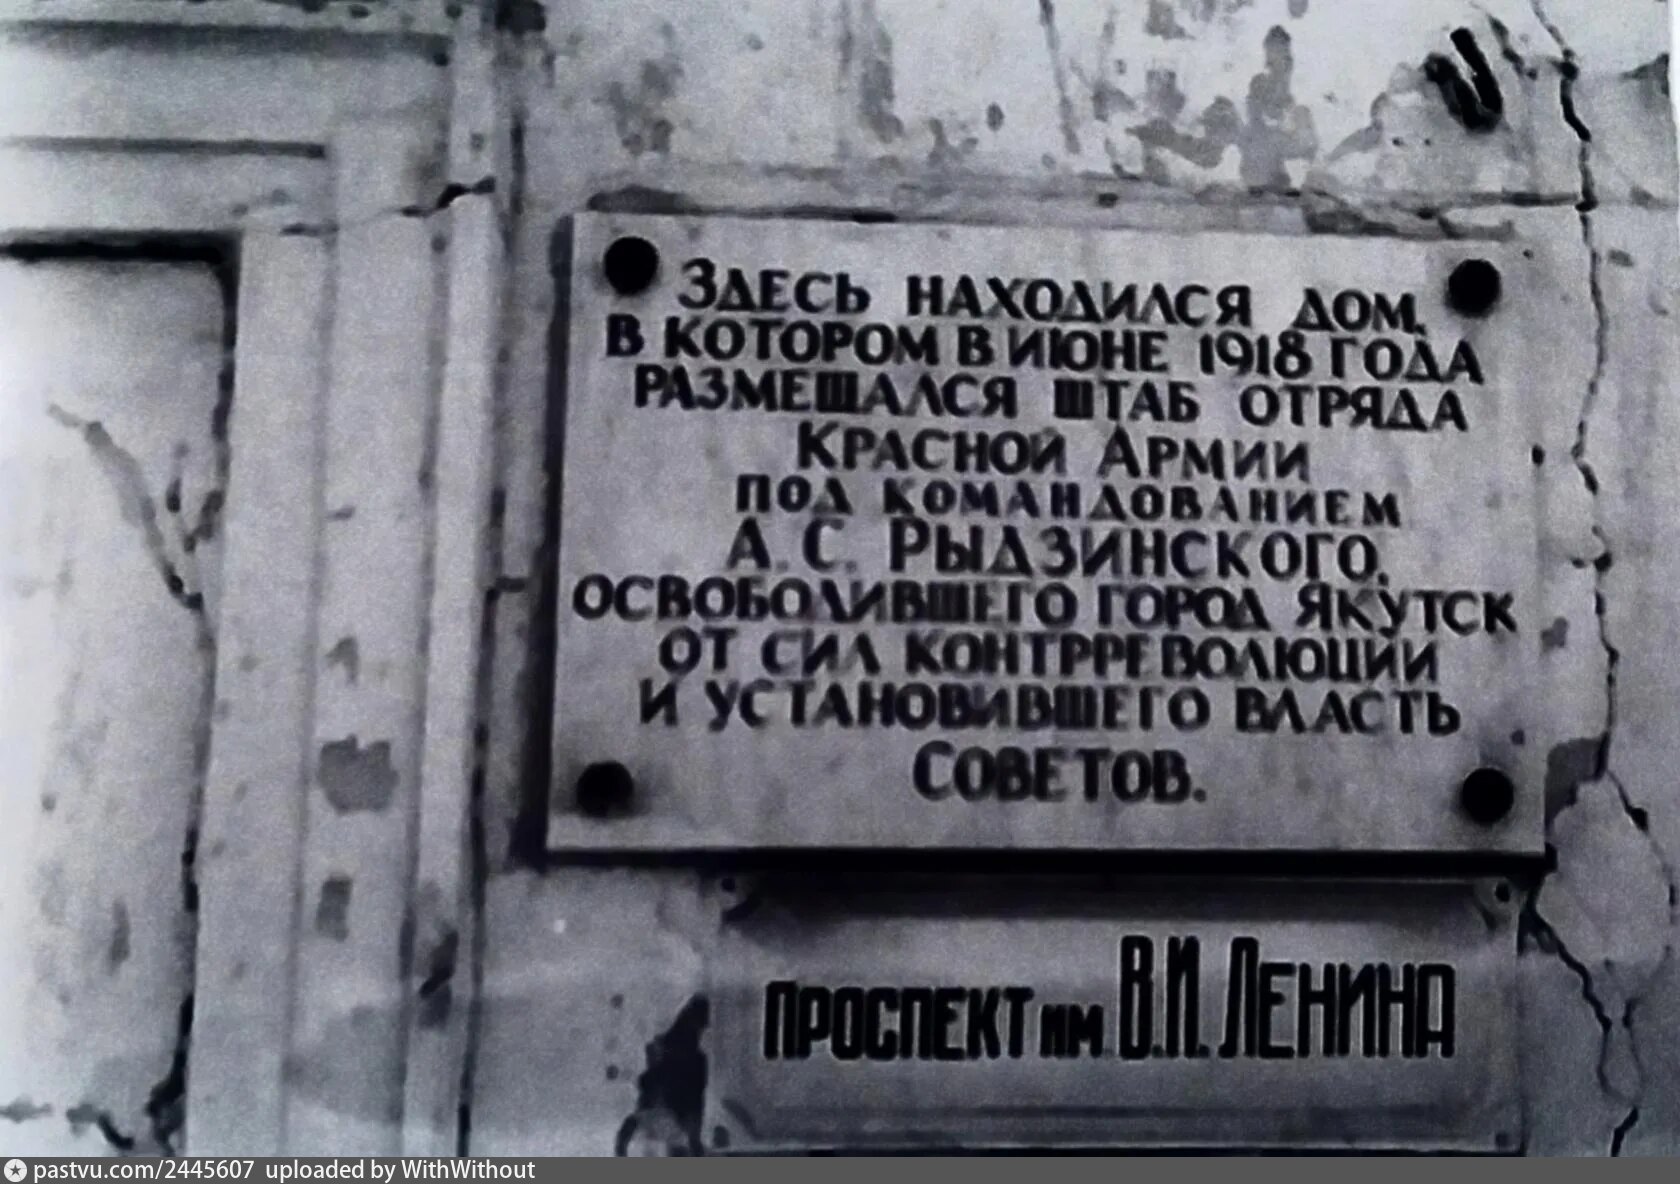 Здесь находился дом,
в котором в июне 1918 года
размещался штаб отряда
Красной Армии
под командованием
А. С. Рыдзинского,
освободившего город Якутск
от сил контрреволюции
и установившего власть
Советов.
проспект им В.И. Ленина
pastvu.com/2445607 uploaded by WithWithout